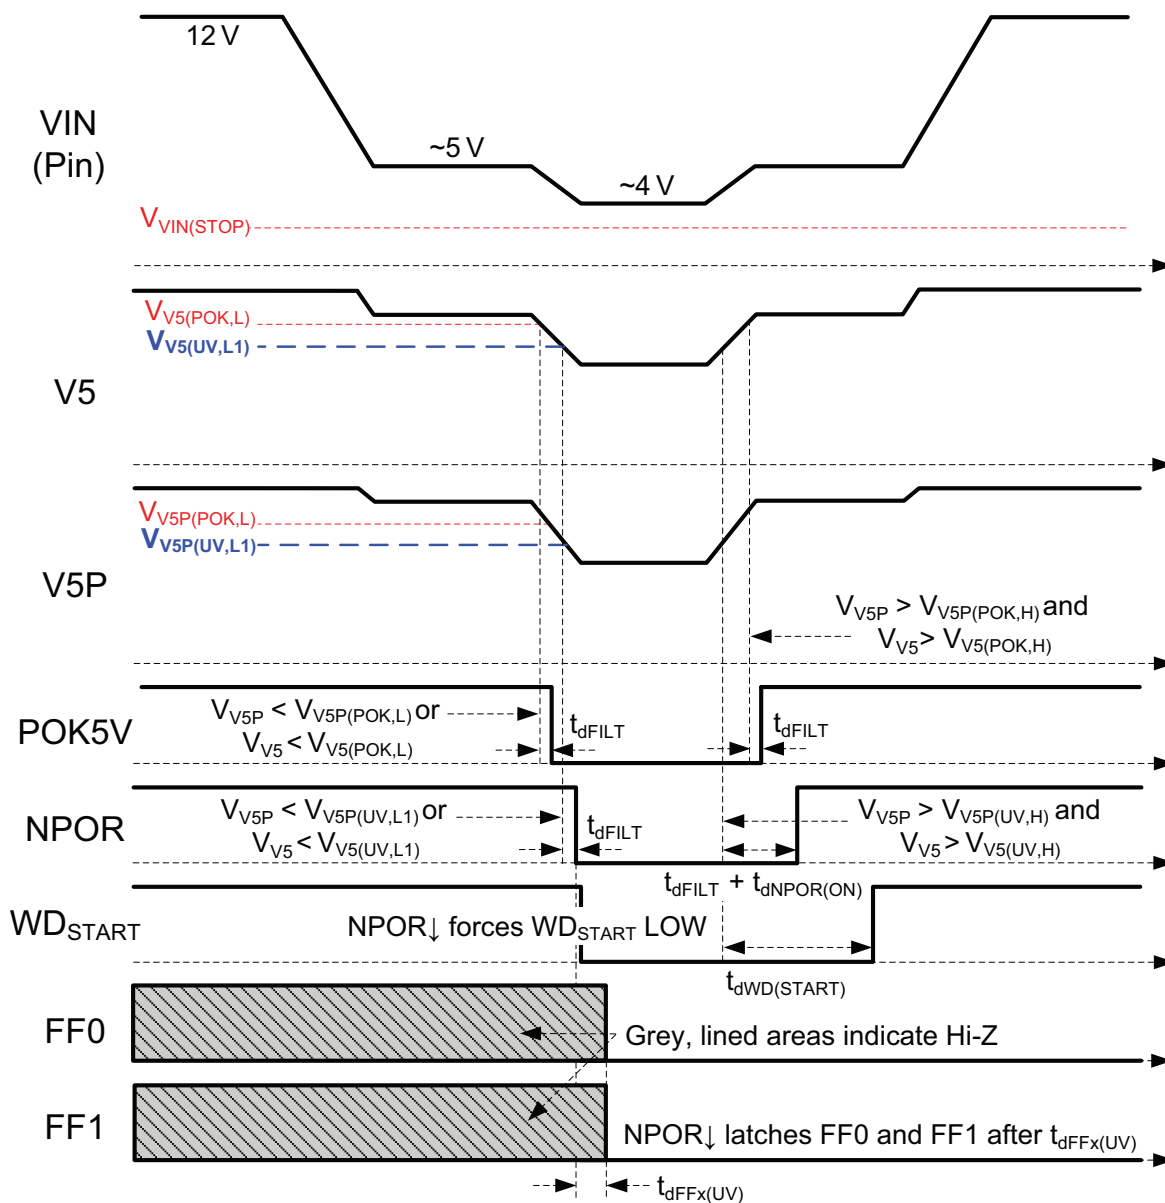 12 V
VIN
(Pin)
~5 V
~4 V
VVIN(STOP)
VV5(POK,L)
VV5(UV,L1)
V5
VV5P(POK,L)
VV5P(UV,L1)
V5P
VV5P > VV5P(POK,H) and
VV5 > VV5(POK,H)
POK5V
VV5P < VV5P(POK,L) or
VV5 < VV5(POK,L)
tdFILT
tdFILT
NPOR
VV5P < VV5P(UV,L1) or
VV5 < VV5(UV,L1)
tdFILT
VV5P > VV5P(UV,H) and
VV5 > VV5(UV,H)
tdFILT + tdNPOR(ON)
WDSTART
NPOR↓ forces WDSTART LOW
tdWD(START)
FF0
Grey, lined areas indicate Hi-Z
FF1
NPOR↓ latches FF0 and FF1 after tdFFx(UV)
tdFFx(UV)